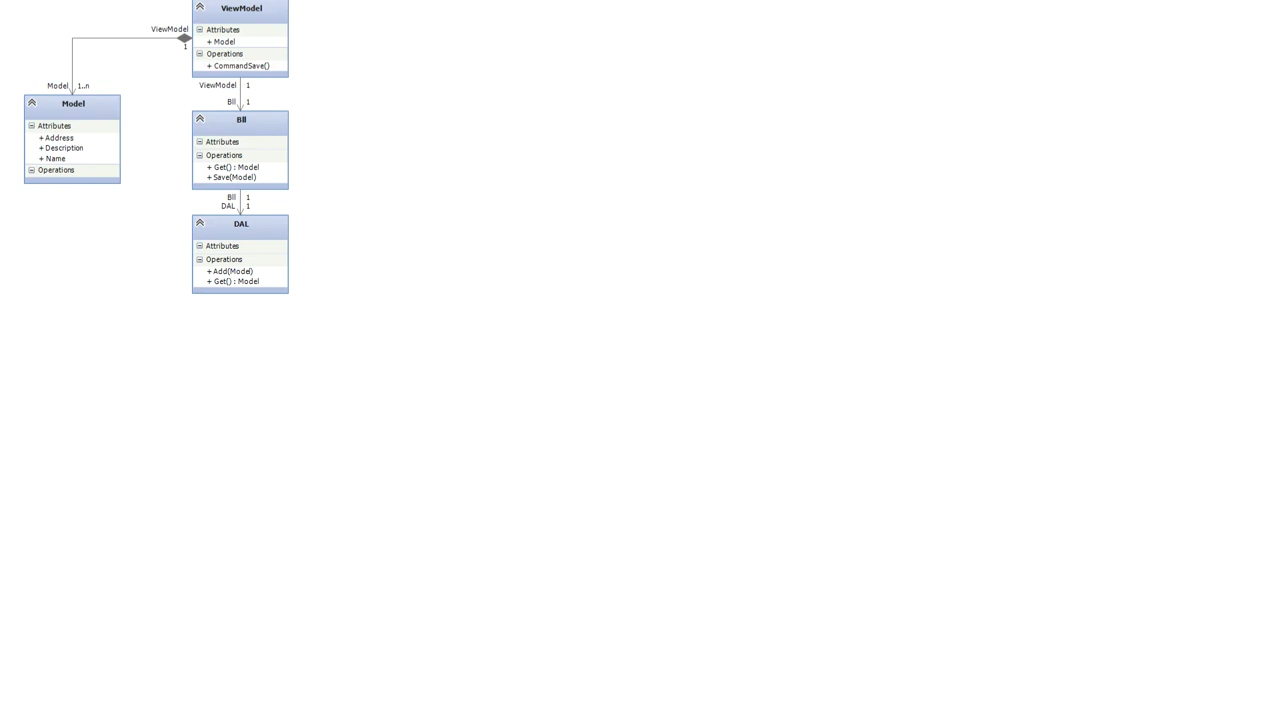 ViewModel
Attributes
+ Model
Operations
+ CommandSave()
ViewModel
1
Model
1..n
Model
Attributes
+ Address
+ Description
+ Name
Operations
ViewModel
1
Bll
1
Bll
Attributes
Operations
+ Get() : Model
+ Save(Model)
Bll
1
DAL
1
DAL
Attributes
Operations
+ Add(Model)
+ Get() : Model